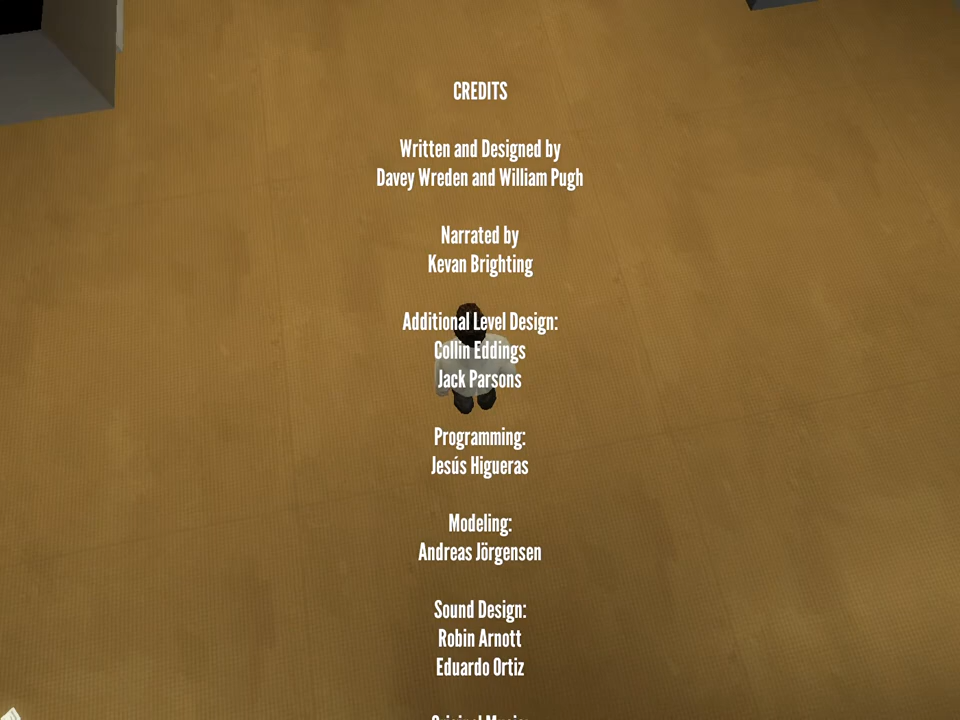 CREDITS
Written and Designed by
Davey Wreden and William Pugh
Narrated by
Kevan Brighting
Additional Level Design:
Collin Eddings
Jack Parsons
Programming:
Jesús Higueras
Modeling:
Andreas Jörgensen
Sound Design:
Robin Arnott
Eduardo Ortiz